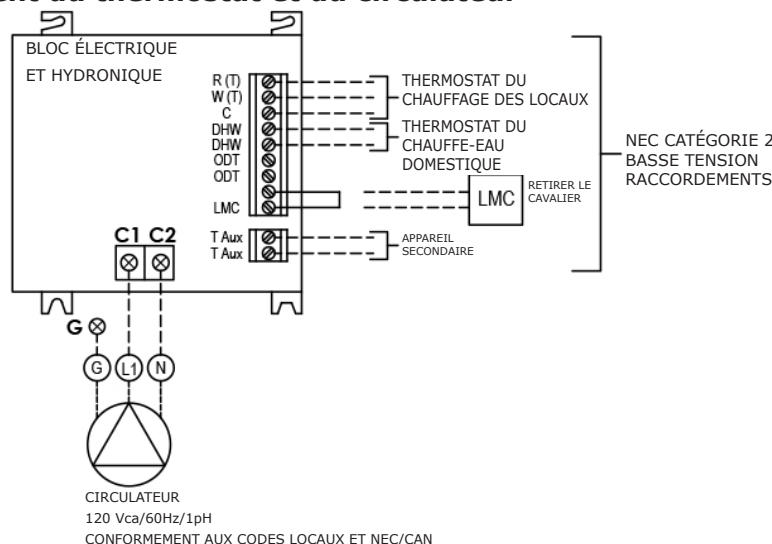 BLOC ÉLECTRIQUE
ET HYDRONIQUE
R (T)
W (T)
C
DHW
DHW
ODT
ODT
LMC
T Aux
T Aux
THERMOSTAT DU
CHAUFFAGE DES LOCAUX
THERMOSTAT DU
CHAUFFE-EAU
DOMESTIQUE
LMC
RETIRER LE
CAVALIER
APPAREIL
SECONDAIRE
NEC CATÉGORIE 2
BASSE TENSION
RACCORDEMENTS
C1 C2
G
G
L1
N
CIRCULATEUR
120 Vca/60Hz/1pH
CONFORMEMENT AUX CODES LOCAUX ET NEC/CAN